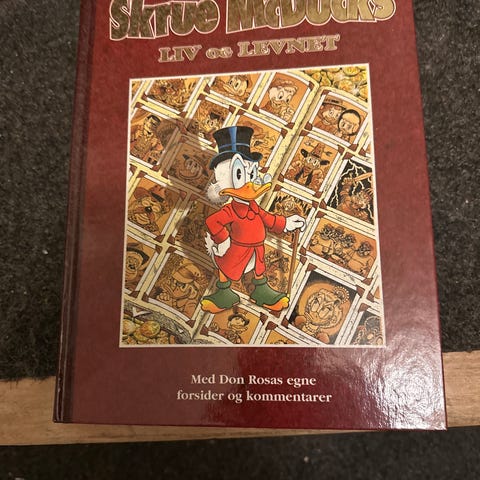 Skrue McDucks
LIV OG LEVNET
Med Don Rosas egne
forsider og kommentarer